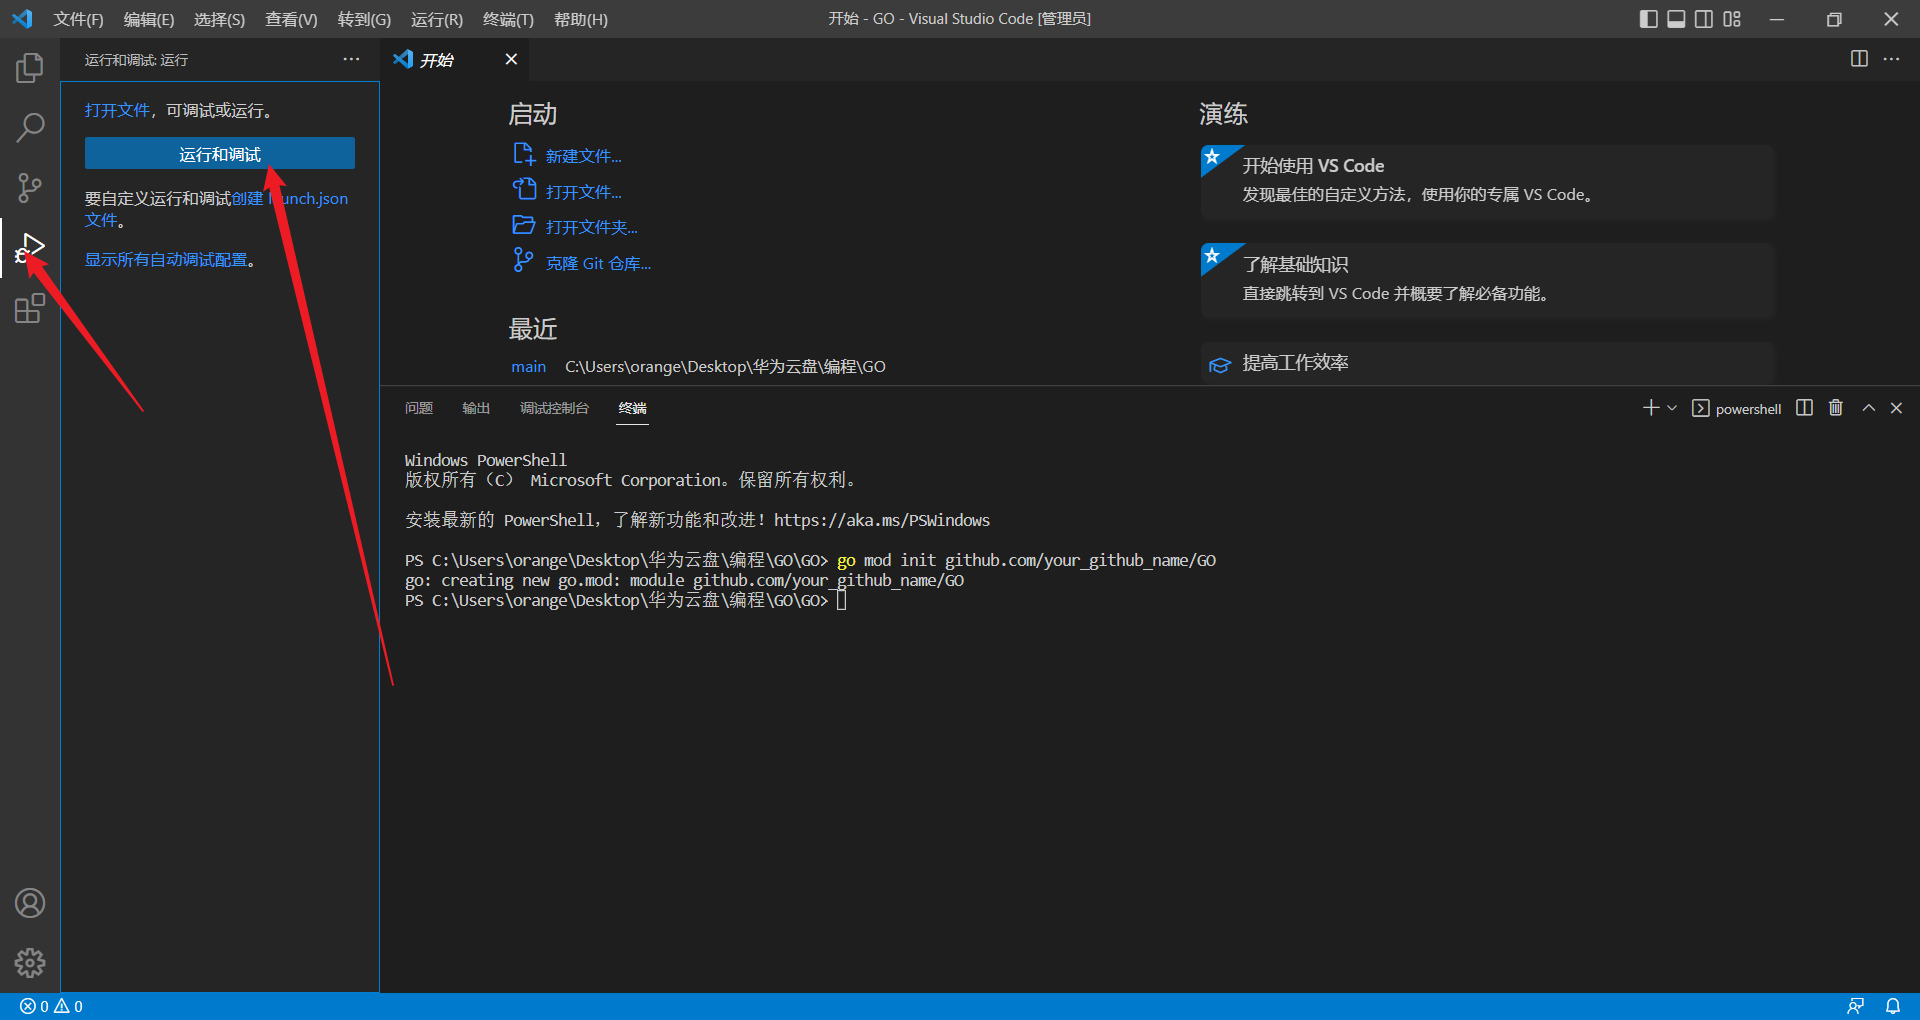 文件(F) 编辑(E) 选择(S) 查看(V) 转到(G) 运行(R) 终端(T) 帮助(H)
开始 - GO - Visual Studio Code [管理员]
运行和调试: 运行
打开文件，可调试或运行。
运行和调试
要自定义运行和调试创建 unch.json
文件。
显示所有自动调试配置。
开始
启动
新建文件...
打开文件...
打开文件夹...
克隆 Git 仓库...
最近
main C:\Users\orange\Desktop\华为云盘\编程\GO
演练
开始使用 VS Code
发现最佳的自定义方法，使用你的专属 VS Code。
了解基础知识
直接跳转到 VS Code 并概要了解必备功能。
提高工作效率
问题 输出 调试控制台 终端
powershell
Windows PowerShell
版权所有（C） Microsoft Corporation。保留所有权利。
安装最新的 PowerShell，了解新功能和改进！https://aka.ms/PSWindows
PS C:\Users\orange\Desktop\华为云盘\编程\GO\GO> go mod init github.com/your_github_name/GO
go: creating new go.mod: module github.com/your_github_name/GO
PS C:\Users\orange\Desktop\华为云盘\编程\GO\GO>
0 0